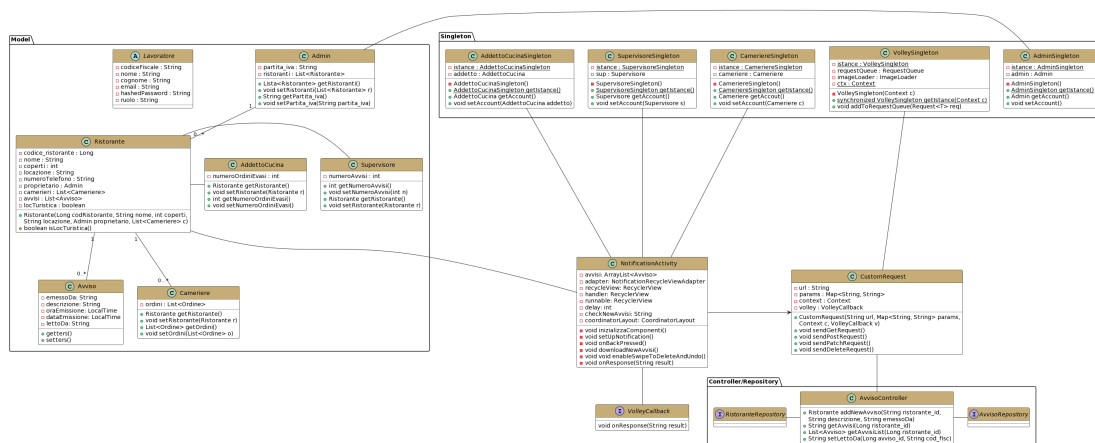 Model
A Lavoratore
codiceFiscale : String
nome : String
cognome : String
email : String
hashedPassword : String
ruolo : String
C Admin
partita_iva : String
ristoranti : List<Ristorante>
List<Ristorante> getRistoranti()
void setRistoranti(List<Ristorante> r)
String getPartita_iva()
void setPartita_iva(String partita_iva)
1
0..*
C Ristorante
codice_ristorante : Long
nome : String
coperti : int
locazione : String
numeroTelefono : String
proprietario : Admin
camerieri : List<Cameriere>
avvisi : List<Avviso>
locTuristica : boolean
Ristorante(Long codRistorante, String nome, int coperti,
String locazione, Admin proprietario, List<Cameriere> c)
boolean isLocTuristica()
C AddettoCucina
numeroOrdiniEvasi : int
Ristorante getRistorante()
void setRistorante(Ristorante r)
int getNumeroOrdiniEvasi()
void setNumeroOrdiniEvasi()
C Supervisore
numeroAvvisi : int
int getNumeroAvvisi()
void setNumeroAvvisi(int n)
Ristorante getRistorante()
void setRistorante(Ristorante r)
1
1
0..*
0..*
C Avviso
emessoDa: String
descrizione: String
oraEmissione: LocalTime
dataEmissione: LocalTime
lettoDa: String
getters()
setters()
C Cameriere
ordini : List<Ordine>
Ristorante getRistorante()
void setRistorante(Ristorante r)
List<Ordine> getOrdini()
void setOrdini(List<Ordine> o)
Singleton
C AddettoCucinaSingleton
istance : AddettoCucinaSingleton
addetto : AddettoCucina
AddettoCucinaSingleton()
AddettoCucinaSingleton getIstance()
AddettoCucina getAccount()
void setAccount(AddettoCucina addetto)
C SupervisoreSingleton
istance : SupervisoreSingleton
sup : Supervisore
SupervisoreSingleton()
SupervisoreSingleton getIstance()
Supervisore getAccount()
void setAccount(Supervisore s)
C CameriereSingleton
istance : CameriereSingleton
cameriere : Cameriere
CameriereSingleton()
CameriereSingleton getIstance()
Cameriere getAccout()
void setAccount(Cameriere c)
C VolleySingleton
istance : VolleySingleton
requestQueue : RequestQueue
imageLoader : ImageLoader
ctx : Context
VolleySingleton(Context c)
synchronized VolleySingleton getIstance(Context c)
void addToRequestQueue(Request<T> req)
C AdminSingleton
istance : AdminSingleton
admin : Admin
AdminSingleton()
AdminSingleton getIstance()
Admin getAccount()
void setAccount()
C NotificationActivity
avvisi: ArrayList<Avviso>
adapter: NotificationRecycleViewAdapter
recyclerView: RecyclerView
handler: RecyclerView
runnable: RecyclerView
delay: int
checkNewAvvisi: String
coordinatorLayout: CoordinatorLayout
void inizializzaComponent()
void setUpNotification()
void onBackPressed()
void downloadNewAvvisi()
void void enableSwipeToDeleteAndUndo()
void onResponse(String result)
C CustomRequest
url : String
params : Map<String, String>
context : Context
volley : VolleyCallback
CustomRequest(String url, Map<String, String> params,
Context c, VolleyCallback v)
void sendGetRequest()
void sendPostRequest()
void sendPatchRequest()
void sendDeleteRequest()
I VolleyCallback
void onResponse(String result)
Controller/Repository
I RistoranteRepository
C AvvisoController
Ristorante addNewAvviso(String ristorante_id,
String descrizione, String emessoDa)
String getAvvisi(Long ristorante_id)
List<Avviso> getAvvisiList(Long ristorante_id)
String setLettoDa(Long avviso_id, String cod_fisc)
I AvvisoRepository